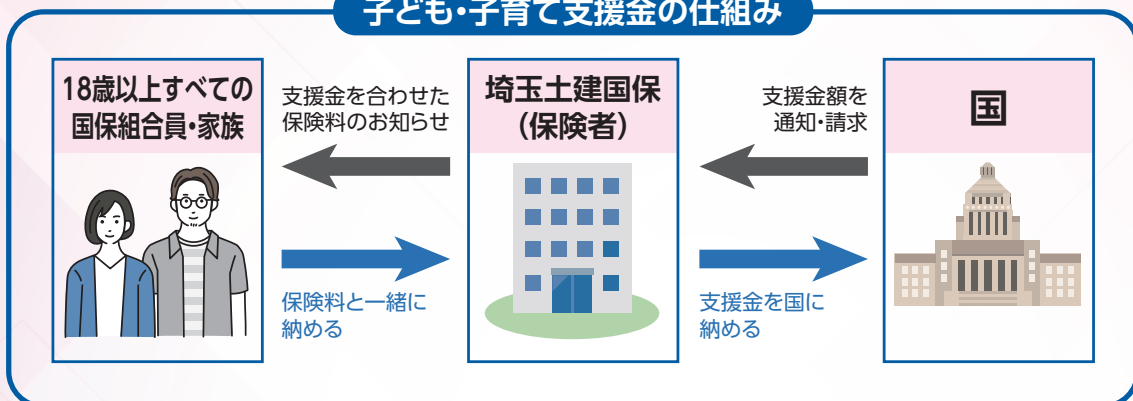 子ども・子育て支援金の仕組み
18歳以上すべての
国保組合員・家族
支援金を合わせた
保険料のお知らせ
保険料と一緒に
納める
埼玉土建国保
(保険者)
支援金額を
通知・請求
支援金を国に
納める
国